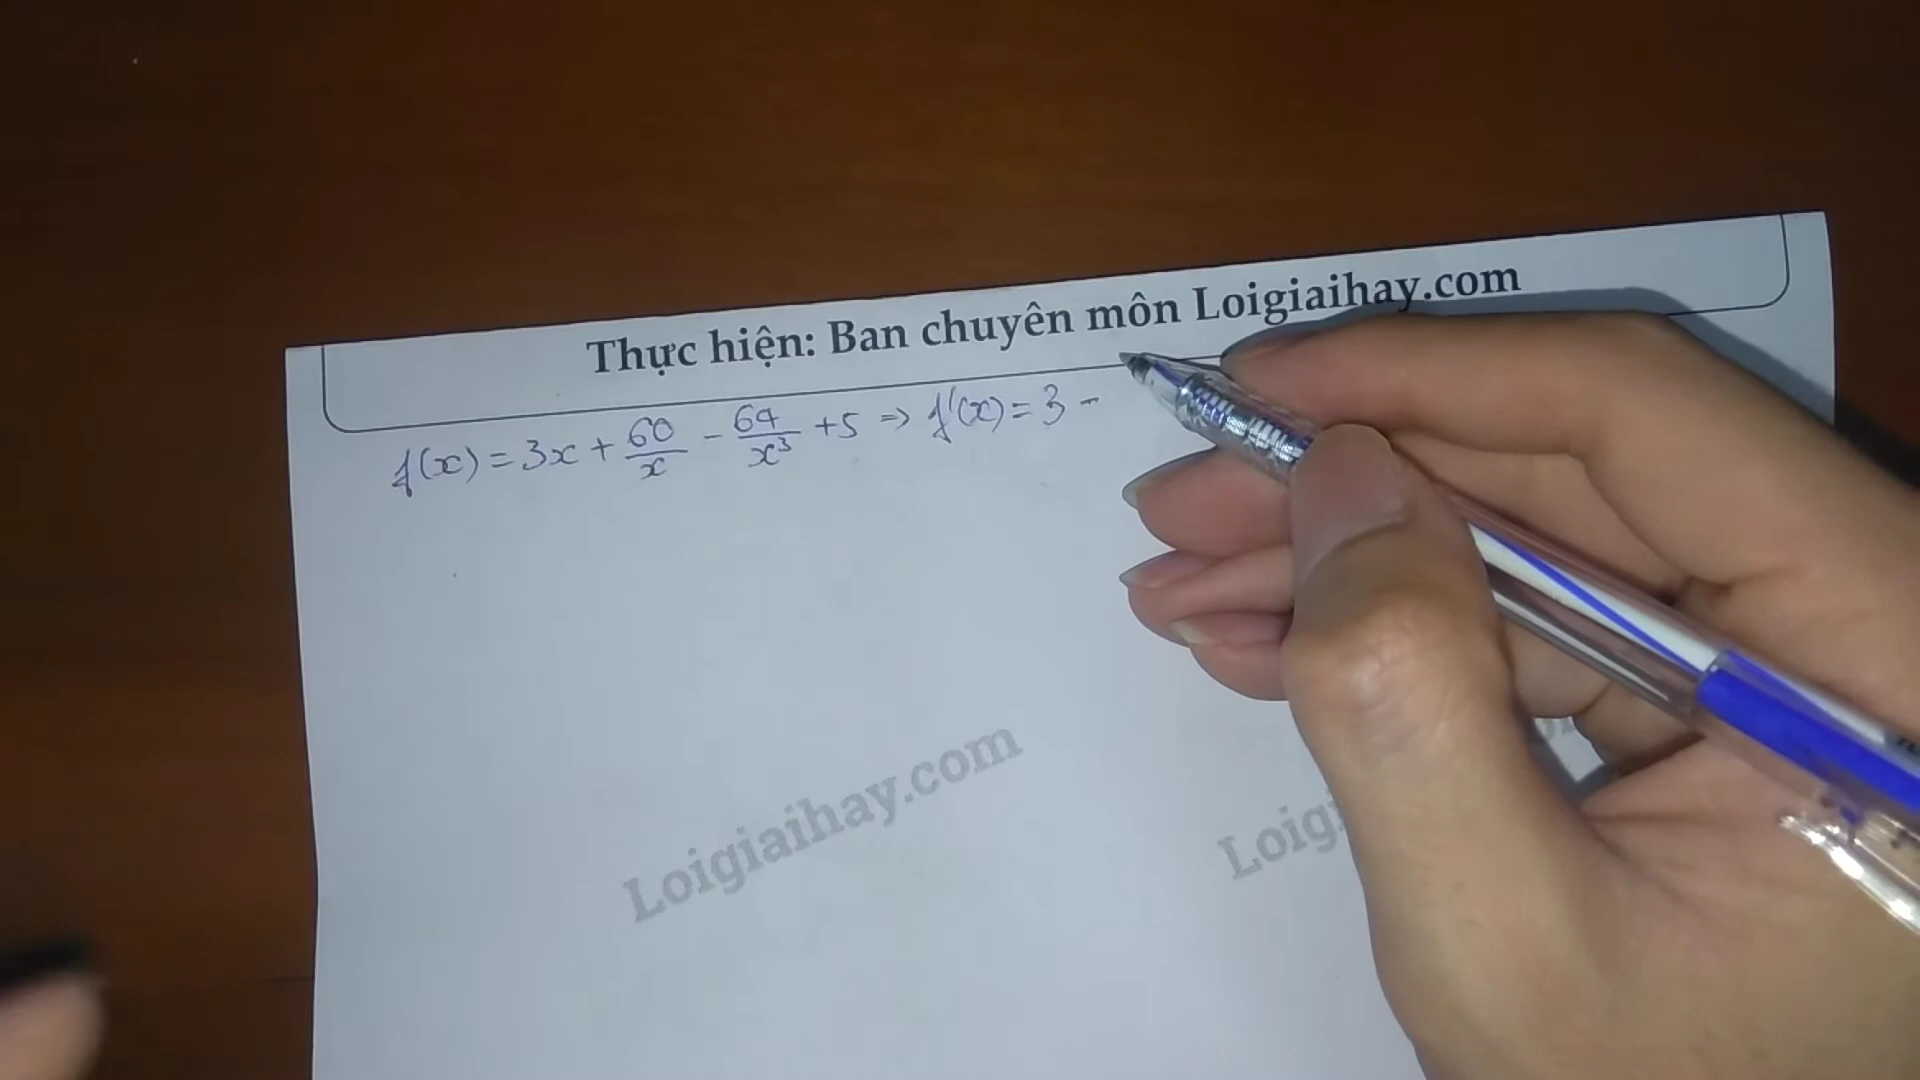 Thực hiện: Ban chuyên môn Loigiaihay.com
f(x) = 3x + 60/x - 64/x³ + 5 ⇒ f'(x) = 3 -
Loigiaihay.com